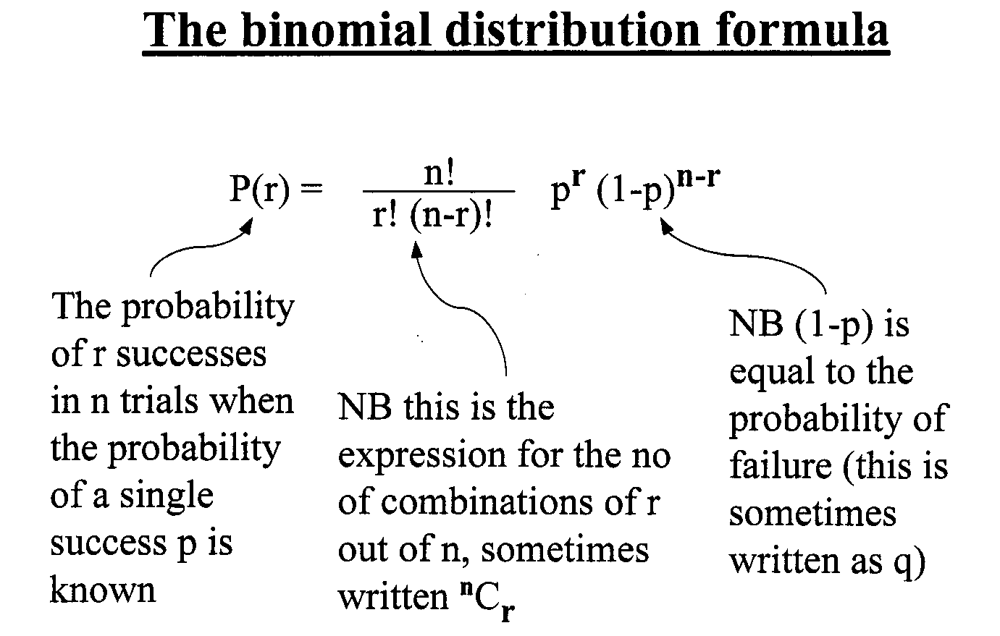 The binomial distribution formula
P(r) = n! / r! (n-r)! p^r (1-p)^n-r
The probability
of r successes
in n trials when
the probability
of a single
success p is
known
NB this is the
expression for the no
of combinations of r
out of n, sometimes
written ⁿCᵣ
NB (1-p) is
equal to the
probability of
failure (this is
sometimes
written as q)